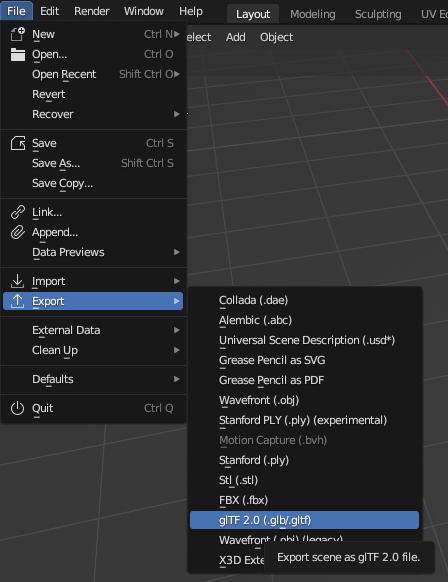 File Edit Render Window Help Layout Modeling Sculpting UV
New Ctrl N
elect Add Object
Open... Ctrl O
Open Recent Shift Ctrl O
Revert
Recover
Save Ctrl S
Save As... Shift Ctrl S
Save Copy...
Link...
Append...
Data Previews
Import
Export
External Data
Clean Up
Defaults
Quit Ctrl Q
Collada (.dae)
Alembic (.abc)
Universal Scene Description (.usd*)
Grease Pencil as SVG
Grease Pencil as PDF
Wavefront (.obj)
Stanford PLY (.ply) (experimental)
Motion Capture (.bvh)
Stanford (.ply)
Stl (.stl)
FBX (.fbx)
glTF 2.0 (.glb/.gltf)
Wavefront (.obj) (legacy)
X3D Exte
Export scene as glTF 2.0 file.